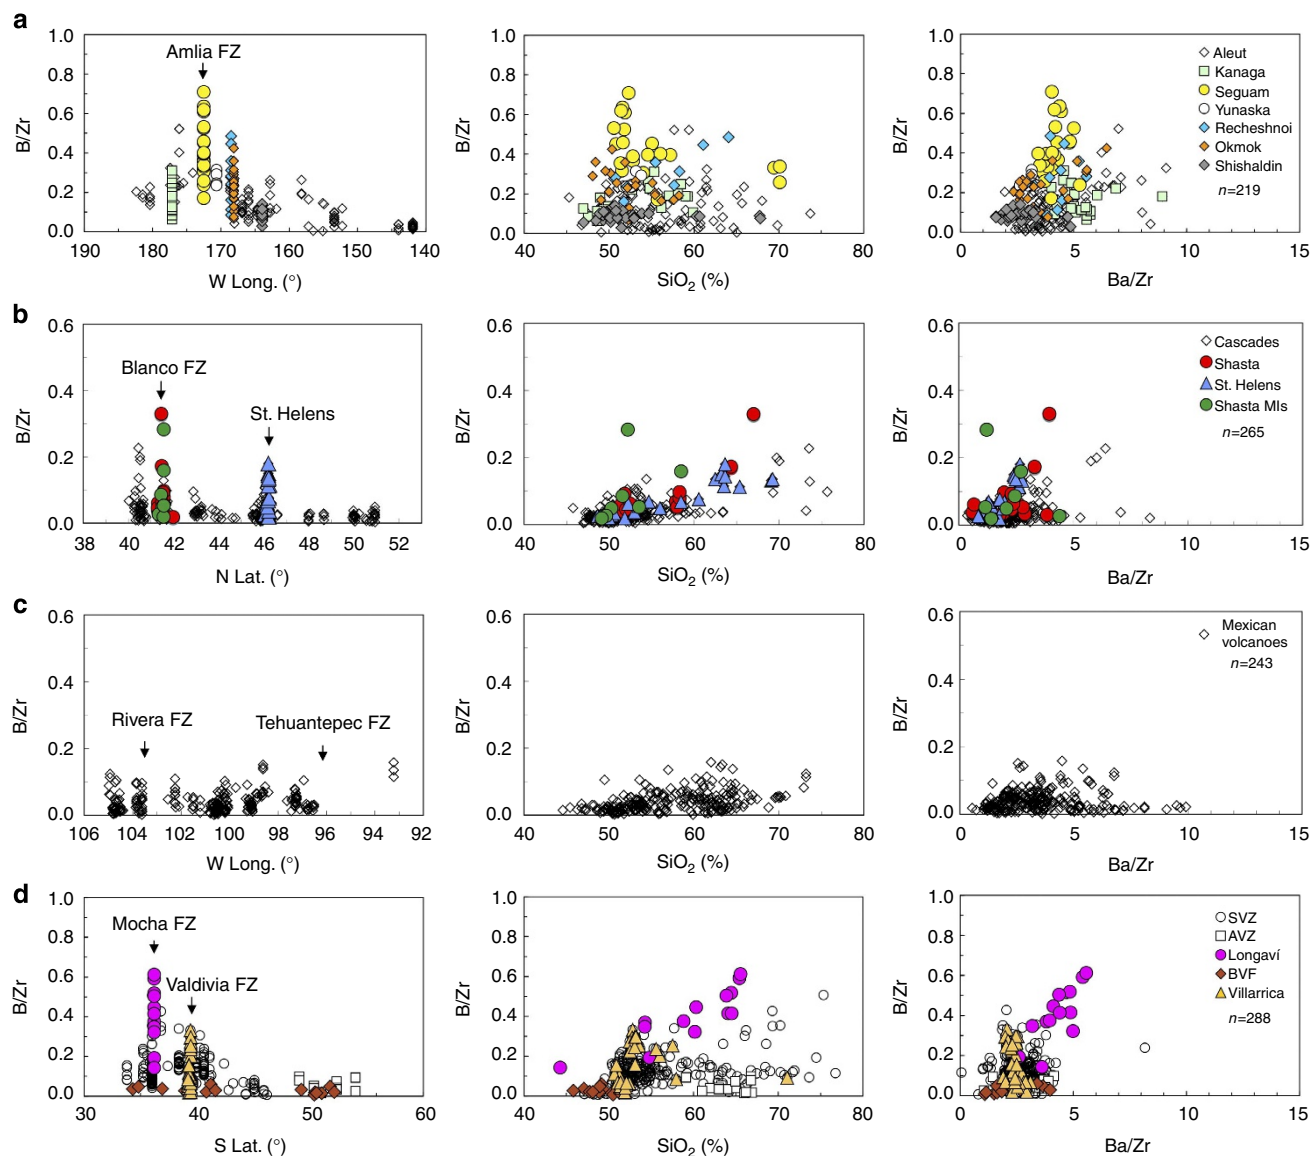 a
1.0
0.8
0.6
0.4
0.2
0.0
B/Zr
Amlia FZ
190 180 170 160 150 140
W Long. (°)
1.0
0.8
0.6
0.4
0.2
0.0
B/Zr
40 50 60 70 80
SiO2 (%)
1.0
0.8
0.6
0.4
0.2
0.0
B/Zr
0 5 10 15
Ba/Zr
Aleut
Kanaga
Seguam
Yunaska
Recheshnoi
Okmok
Shishaldin
n=219
b
0.6
0.4
0.2
0.0
B/Zr
Blanco FZ
St. Helens
38 40 42 44 46 48 50 52
N Lat. (°)
0.6
0.4
0.2
0.0
B/Zr
40 50 60 70 80
SiO2 (%)
0.6
0.4
0.2
0.0
B/Zr
0 5 10 15
Ba/Zr
Cascades
Shasta
St. Helens
Shasta MIs
n=265
c
0.6
0.4
0.2
0.0
B/Zr
Rivera FZ
Tehuantepec FZ
106 104 102 100 98 96 94 92
W Long. (°)
0.6
0.4
0.2
0.0
B/Zr
40 50 60 70 80
SiO2 (%)
0.6
0.4
0.2
0.0
B/Zr
0 5 10 15
Ba/Zr
Mexican
volcanoes
n=243
d
1.0
0.8
0.6
0.4
0.2
0.0
B/Zr
Mocha FZ
Valdivia FZ
30 40 50 60
S Lat. (°)
1.0
0.8
0.6
0.4
0.2
0.0
B/Zr
40 50 60 70 80
SiO2 (%)
1.0
0.8
0.6
0.4
0.2
0.0
B/Zr
0 5 10 15
Ba/Zr
SVZ
AVZ
Longaví
BVF
Villarrica
n=288